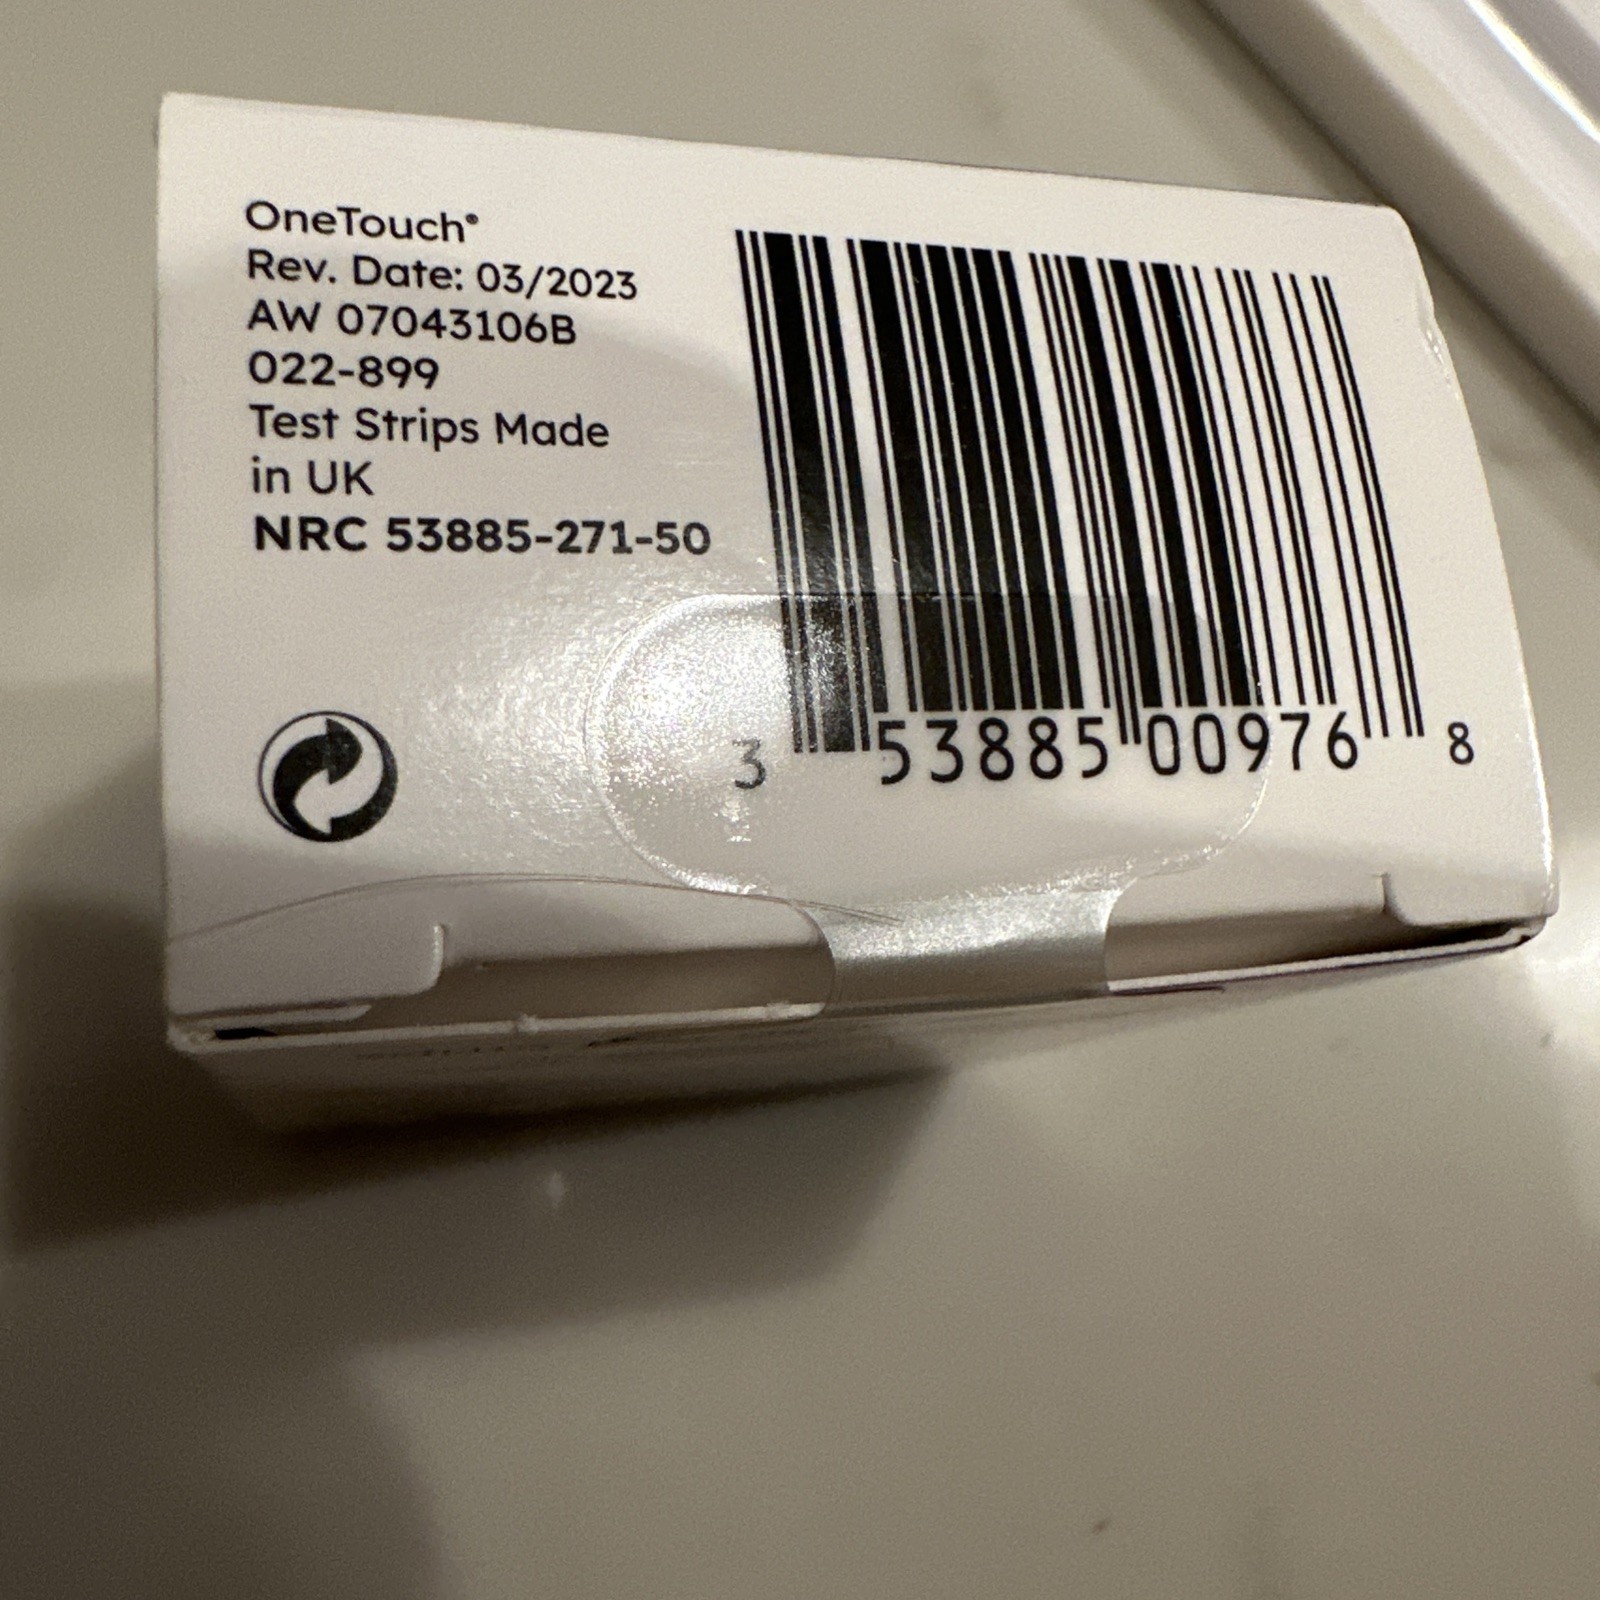 OneTouch®
Rev. Date: 03/2023
AW 07043106B
022-899
Test Strips Made
in UK
NRC 53885-271-50
3 53885 00976 8